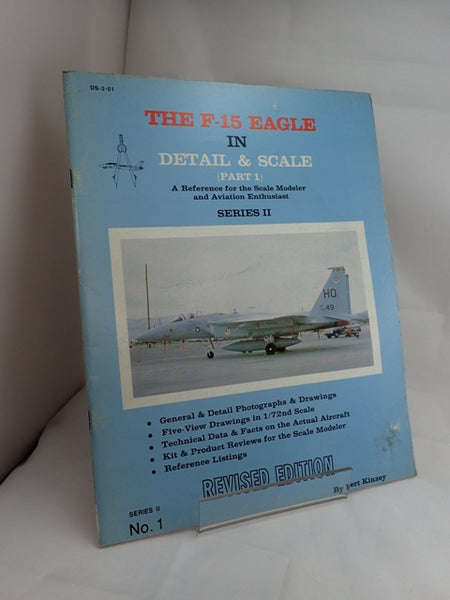 DS-2-01
THE F-15 EAGLE
IN
DETAIL & SCALE
(PART 1)
A Reference for the Scale Modeler
and Aviation Enthusiast
SERIES II
HO
49
• General & Detail Photographs & Drawings
• Five-View Drawings in 1/72nd Scale
• Technical Data & Facts on the Actual Aircraft
• Kit & Product Reviews for the Scale Modeler
• Reference Listings
REVISED EDITION
SERIES II
No. 1
By Kinzey